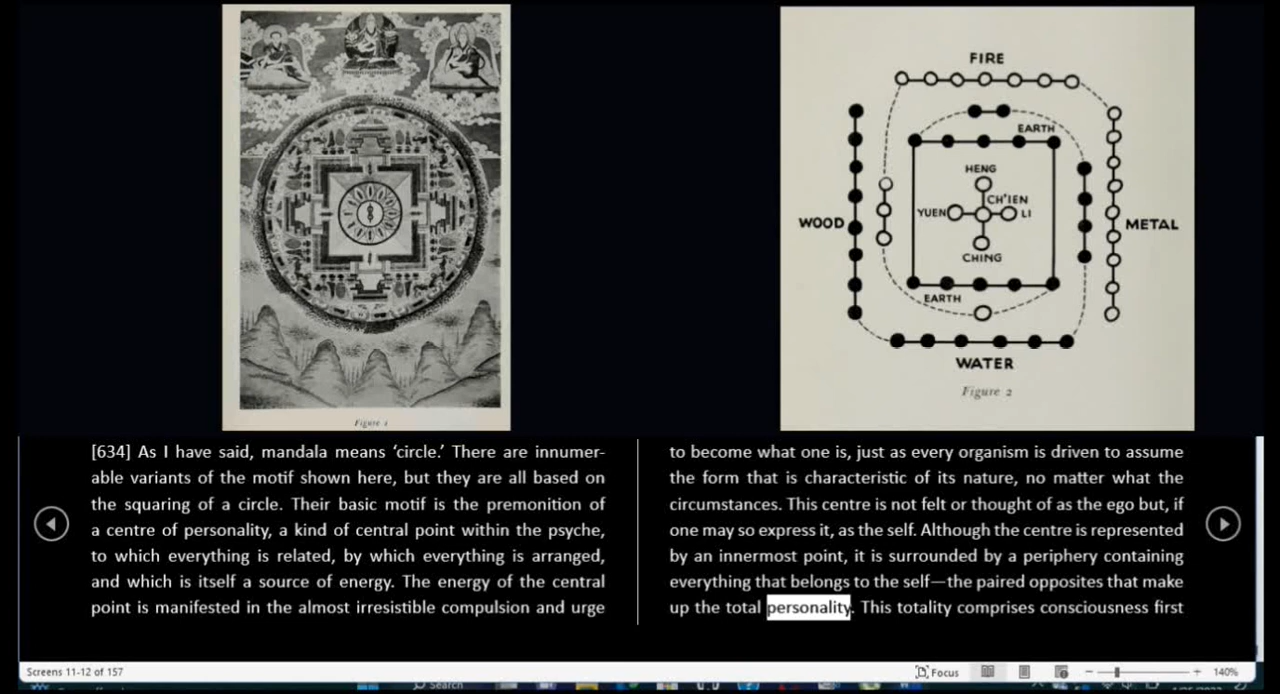 Figure 1
FIRE
EARTH
HENG
CH'IEN
YUEN
LI
CHING
WOOD
METAL
EARTH
WATER
Figure 2
[634] As I have said, mandala means ‘circle.’ There are innumer-
able variants of the motif shown here, but they are all based on
the squaring of a circle. Their basic motif is the premonition of
a centre of personality, a kind of central point within the psyche,
to which everything is related, by which everything is arranged,
and which is itself a source of energy. The energy of the central
point is manifested in the almost irresistible compulsion and urge
to become what one is, just as every organism is driven to assume
the form that is characteristic of its nature, no matter what the
circumstances. This centre is not felt or thought of as the ego but, if
one may so express it, as the self. Although the centre is represented
by an innermost point, it is surrounded by a periphery containing
everything that belongs to the self—the paired opposites that make
up the total personality. This totality comprises consciousness first
Screens 11-12 of 157
Focus
140%
Search